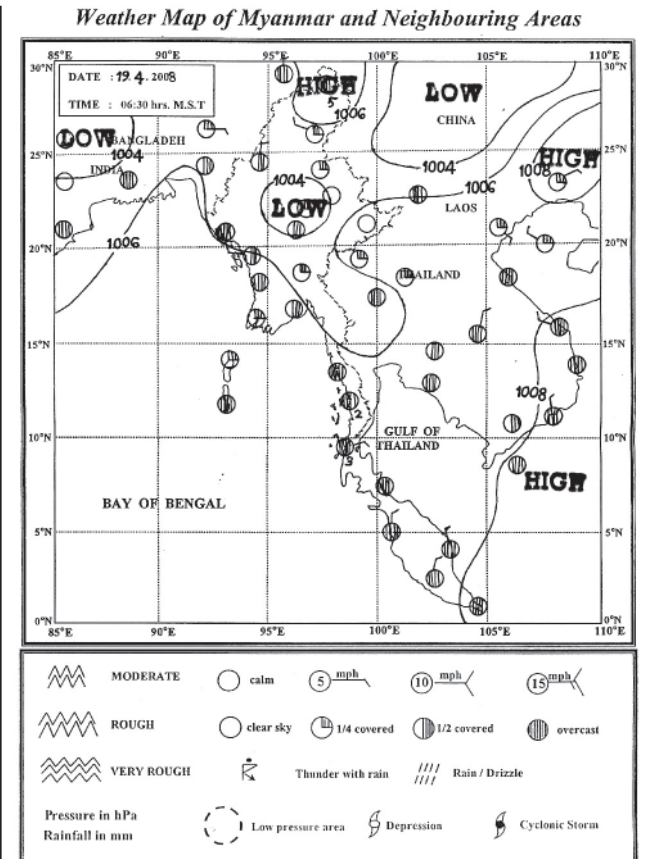 Weather Map of Myanmar and Neighbouring Areas
85°E 90°E 95°E 100°E 105°E 110°E
30°N 30°N
DATE : 19.4.2008
TIME : 06:30 hrs. M.S.T
HIGH
5
1006
LOW
CHINA
LOW BANGLADEH
1004
INDIA
25°N 25°N
1004
HIGH
1008
1006
1004
LOW
LAOS
1006
20°N 20°N
THAILAND
15°N 15°N
1008
2
GULF OF
THAILAND
10°N 10°N
3
HIGH
BAY OF BENGAL
5°N 5°N
0°N 0°N
85°E 90°E 95°E 100°E 105°E 110°E
MODERATE calm 5 mph 10 mph 15 mph
ROUGH clear sky 1/4 covered 1/2 covered overcast
VERY ROUGH Thunder with rain Rain / Drizzle
Pressure in hPa
Rainfall in mm
Low pressure area Depression Cyclonic Storm